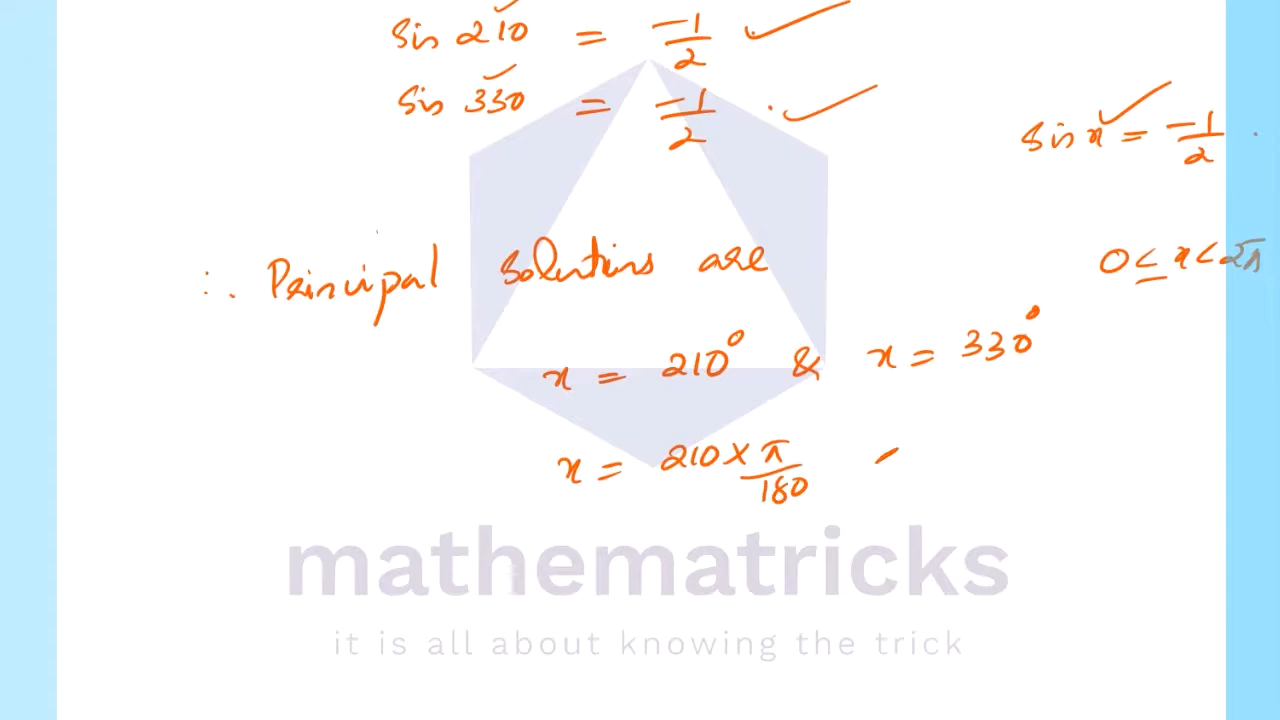 sin 210 = -1/2
sin 330 = -1/2
sin x = -1/2
∴ Principal solutions are
0 ≤ x < 2π
x = 210° & x = 330°
x = 210 × π/180
mathematricks
it is all about knowing the trick